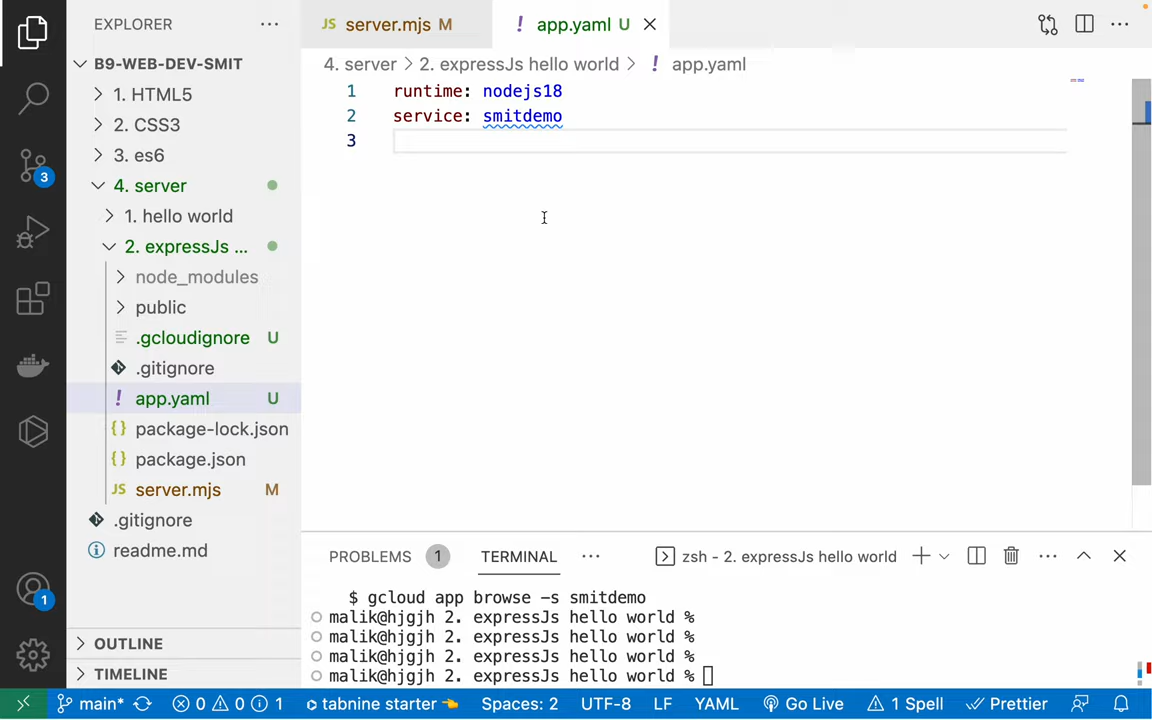 EXPLORER
JS server.mjs M
! app.yaml U
B9-WEB-DEV-SMIT
4. server > 2. expressJs hello world > ! app.yaml
1. HTML5
2. CSS3
3. es6
4. server
1. hello world
2. expressJs ...
node_modules
public
.gcloudignore U
.gitignore
! app.yaml U
{} package-lock.json
{} package.json
JS server.mjs M
.gitignore
readme.md
OUTLINE
TIMELINE
3
1
1 runtime: nodejs18
2 service: smitdemo
3
PROBLEMS 1 TERMINAL ... zsh - 2. expressJs hello world
$ gcloud app browse -s smitdemo
malik@hjgjh 2. expressJs hello world %
malik@hjgjh 2. expressJs hello world %
malik@hjgjh 2. expressJs hello world %
malik@hjgjh 2. expressJs hello world %
main* 0 0 1 tabnine starter Spaces: 2 UTF-8 LF YAML Go Live 1 Spell Prettier